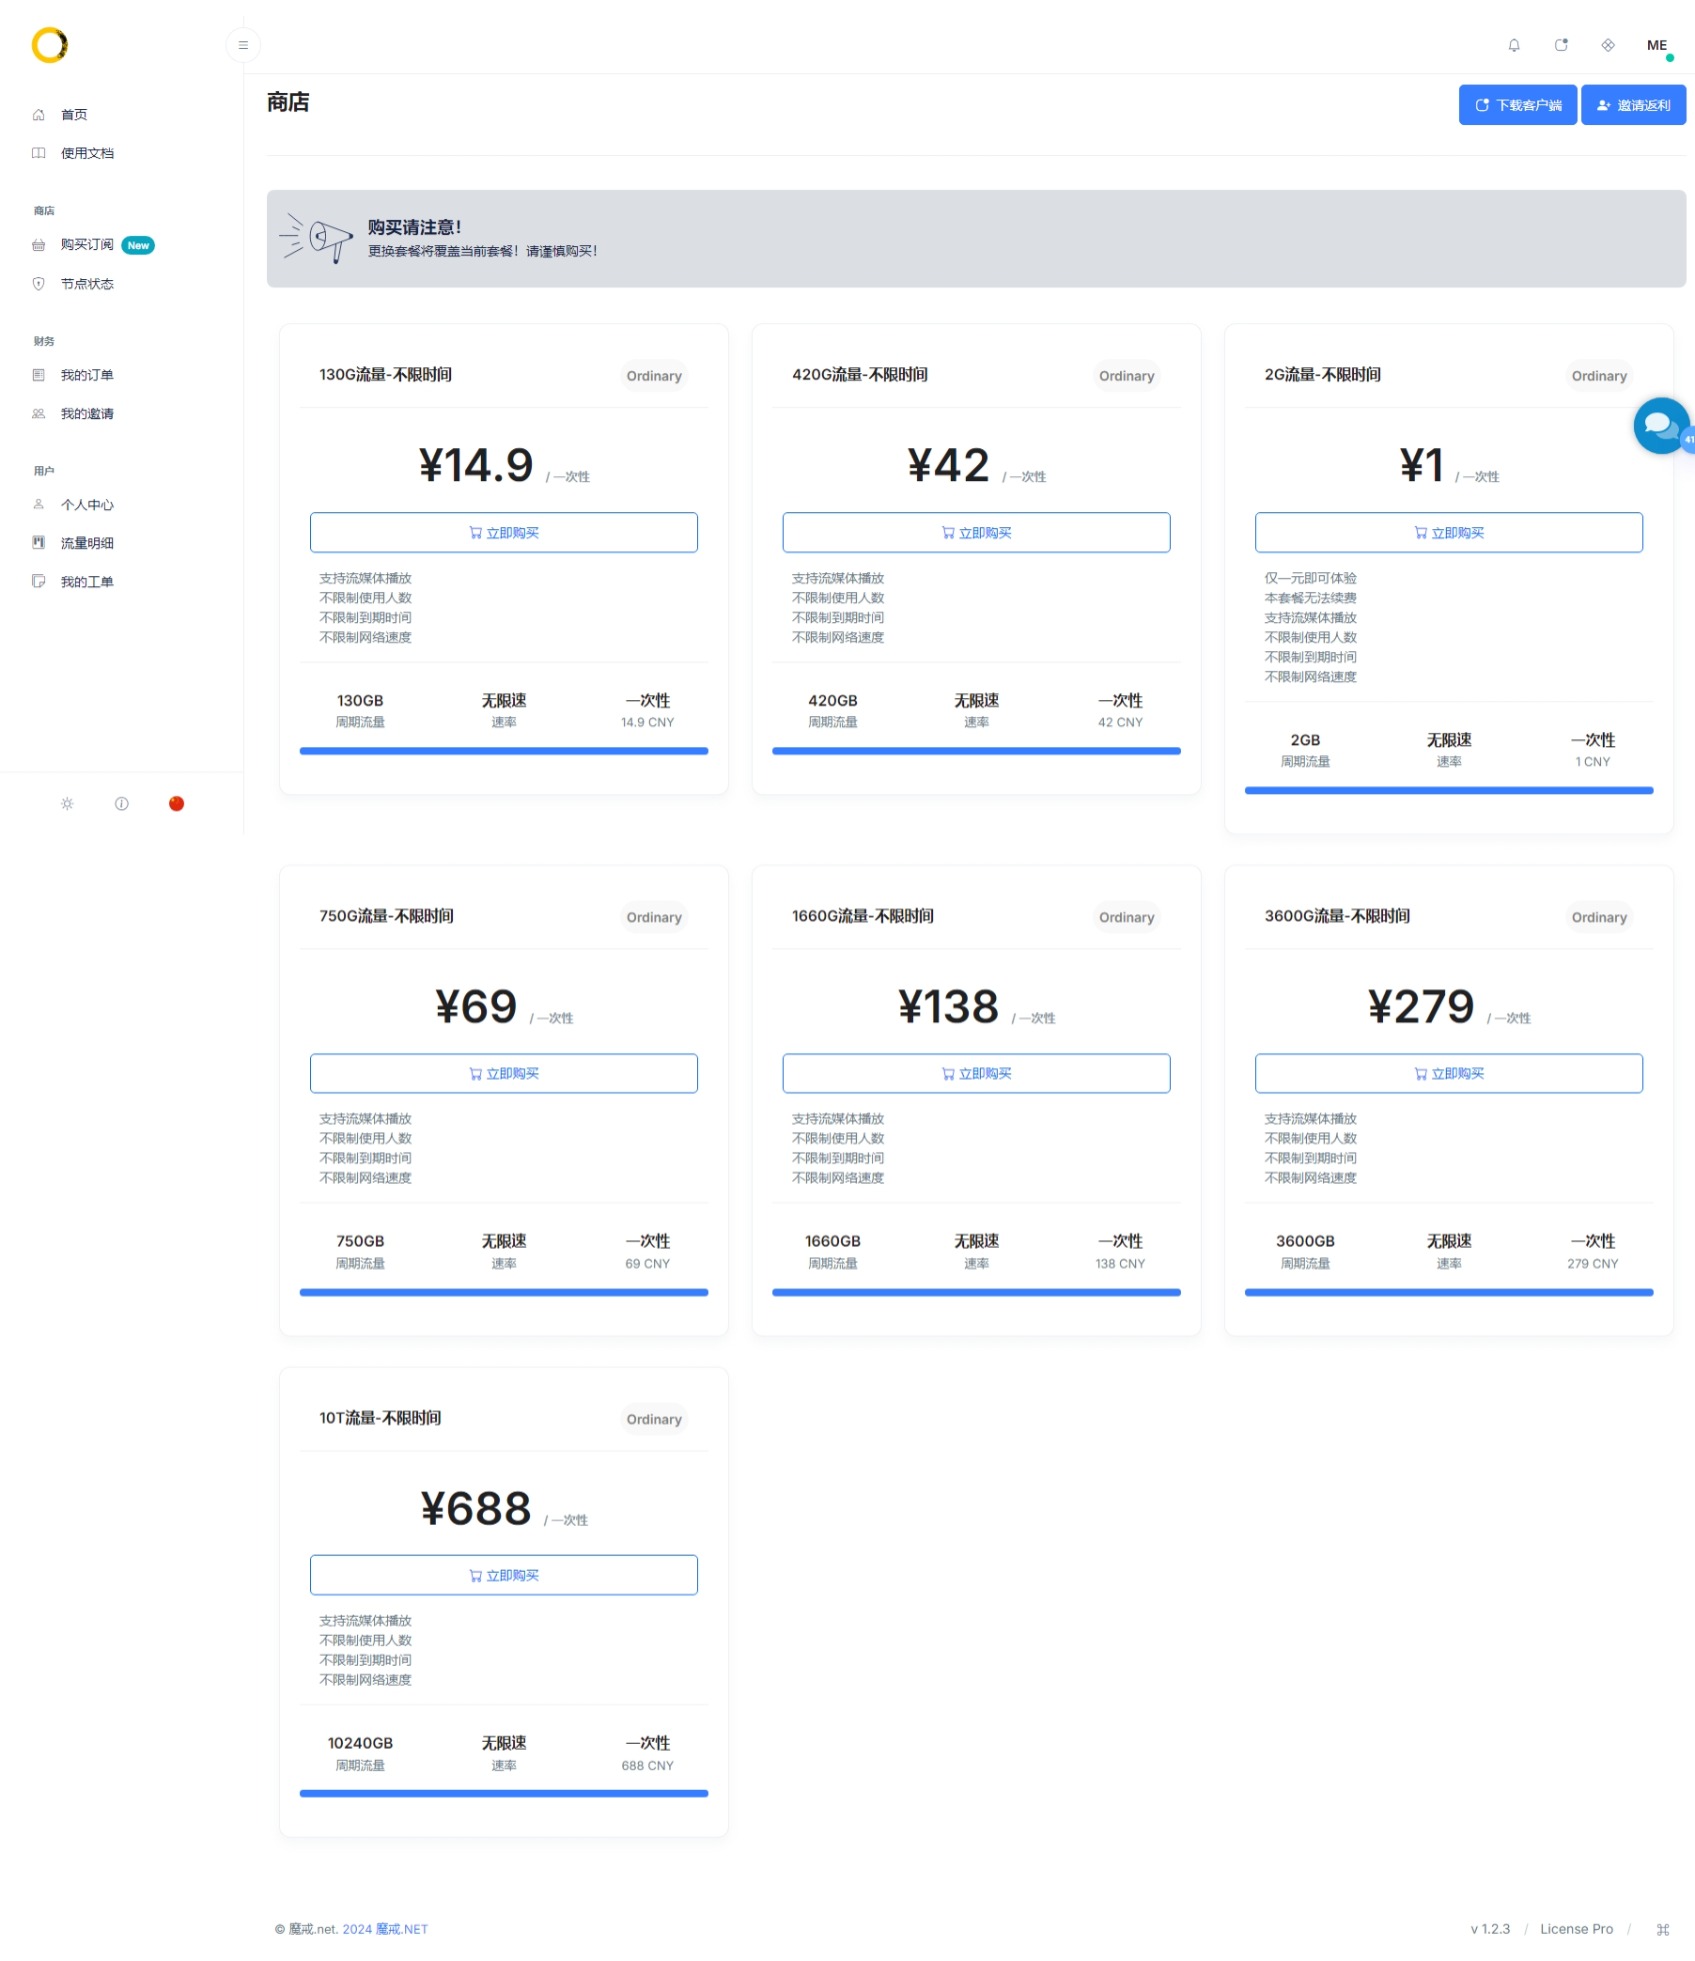 ME
首页
使用文档
商店
购买订阅 New
节点状态
财务
我的订单
我的邀请
用户
个人中心
流量明细
我的工单
商店
下载客户端
邀请返利
购买请注意！
更换套餐将覆盖当前套餐！请谨慎购买！
130G流量-不限时间 Ordinary
¥14.9 / 一次性
立即购买
支持流媒体播放
不限制使用人数
不限制到期时间
不限制网络速度
130GB 无限速 一次性
周期流量 速率 14.9 CNY
420G流量-不限时间 Ordinary
¥42 / 一次性
立即购买
支持流媒体播放
不限制使用人数
不限制到期时间
不限制网络速度
420GB 无限速 一次性
周期流量 速率 42 CNY
2G流量-不限时间 Ordinary
¥1 / 一次性
立即购买
仅一元即可体验
本套餐无法续费
支持流媒体播放
不限制使用人数
不限制到期时间
不限制网络速度
2GB 无限速 一次性
周期流量 速率 1 CNY
41
750G流量-不限时间 Ordinary
¥69 / 一次性
立即购买
支持流媒体播放
不限制使用人数
不限制到期时间
不限制网络速度
750GB 无限速 一次性
周期流量 速率 69 CNY
1660G流量-不限时间 Ordinary
¥138 / 一次性
立即购买
支持流媒体播放
不限制使用人数
不限制到期时间
不限制网络速度
1660GB 无限速 一次性
周期流量 速率 138 CNY
3600G流量-不限时间 Ordinary
¥279 / 一次性
立即购买
支持流媒体播放
不限制使用人数
不限制到期时间
不限制网络速度
3600GB 无限速 一次性
周期流量 速率 279 CNY
10T流量-不限时间 Ordinary
¥688 / 一次性
立即购买
支持流媒体播放
不限制使用人数
不限制到期时间
不限制网络速度
10240GB 无限速 一次性
周期流量 速率 688 CNY
© 魔戒.net. 2024 魔戒.NET
v 1.2.3 / License Pro /